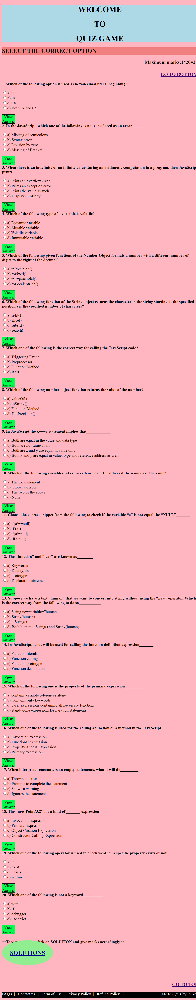 WELCOME
TO
QUIZ GAME
SELECT THE CORRECT OPTION
Maximum marks:1*20=20
GO TO BOTTOM
1. Which of the following option is used as hexadecimal literal beginning?
a) 00
b) 0x
c) 0X
d) Both 0x and 0X
View
Answer
2. In the JavaScript, which one of the following is not considered as an error_______
a) Missing of semicolons
b) Syntax error
c) Division by zero
d) Missing of Bracket
View
Answer
3. When there is an indefinite or an infinite value during an arithmetic computation in a program, then JavaScrip
prints____________
a) Prints an overflow error
b) Prints an exception error
c) Prints the value as such
d) Displays “Infinity”
View
Answer
4. Which of the following type of a variable is volatile?
a) Dynamic variable
b) Mutable variable
c) Volatile variable
d) Immutable variable
View
Answer
5. Which of the following given functions of the Number Object formats a number with a different number of
digits to the right of the decimal?
a) toPrecision()
b) toFixed()
c) toExponential()
d) toLocaleString()
View
Answer
6. Which of the following function of the String object returns the character in the string starting at the specified
position via the specified number of characters?
a) split()
b) slice()
c) substr()
d) search()
View
Answer
7. Which one of the following is the correct way for calling the JavaScript code?
a) Triggering Event
b) Preprocessor
c) Function/Method
d) RMI
View
Answer
8. Which of the following number object function returns the value of the number?
a) valueOf()
b) toString()
c) Function/Method
d) DtoPrecision()
View
Answer
9. In JavaScript the x===y statement implies that____________
a) Both are equal in the value and data type
b) Both are not same at all
c) Both are x and y are equal in value only
d) Both x and y are equal in value, type and reference address as well
View
Answer
10. Which of the following variables takes precedence over the others if the names are the same?
a) The local element
b) Global variable
c) The two of the above
d) None
View
Answer
11. Choose the correct snippet from the following to check if the variable “a” is not equal the “NULL”_______
a) if(a!==null)
b) if (a!)
c) if(a!=null)
d) if(a!null)
View
Answer
12. The “function” and ” var” are known as________
a) Keywords
b) Data types
c) Prototypes
d) Declaration statements
View
Answer
13. Suppose we have a text “human” that we want to convert into string without using the “new” operator. Which
is the correct way from the following to do so___________
a) String newvariable=”human”
b) String(human)
c) toString()
d) Both human.toString() and String(human)
View
Answer
14. In JavaScript, what will be used for calling the function definition expression_______
a) Function literals
b) Function calling
c) Function prototype
d) Function declaration
View
Answer
15. Which of the following one is the property of the primary expression_________
a) contains variable references alone
b) Contains only keywords
c) basic expressions containing all necessary functions
d) stand-alone expressionsDeclaration statements
View
Answer
16. Which one of the following is used for the calling a function or a method in the JavaScript__________
a) Invocation expression
b) Functional expression
c) Property Access Expression
d) Primary expression
View
Answer
17. When interpreter encounters an empty statements, what it will do_________
a) Throws an error
b) Prompts to complete the statement
c) Shows a warning
d) Ignores the statements
View
Answer
18. The “new Point(3,2)”, is a kind of _______ expression
a) Invocation Expression
b) Primary Expression
c) Object Creation Expression
d) Constructor Calling Expression
View
Answer
19. Which one of the following operator is used to check weather a specific property exists or not__________
a) in
b) exist
c) Exists
d) within
View
Answer
20. Which one of the following is not a keyword__________
a) with
b) if
c) debugger
d) use strict
View
Answer
**To on SOLUTION and give marks accordingly**
SOLUTIONS
GO TO TOP
FAQ's | Contact us | Term of Use | Privacy Policy | Refund Policy | ©2023|Quiz by PG-2